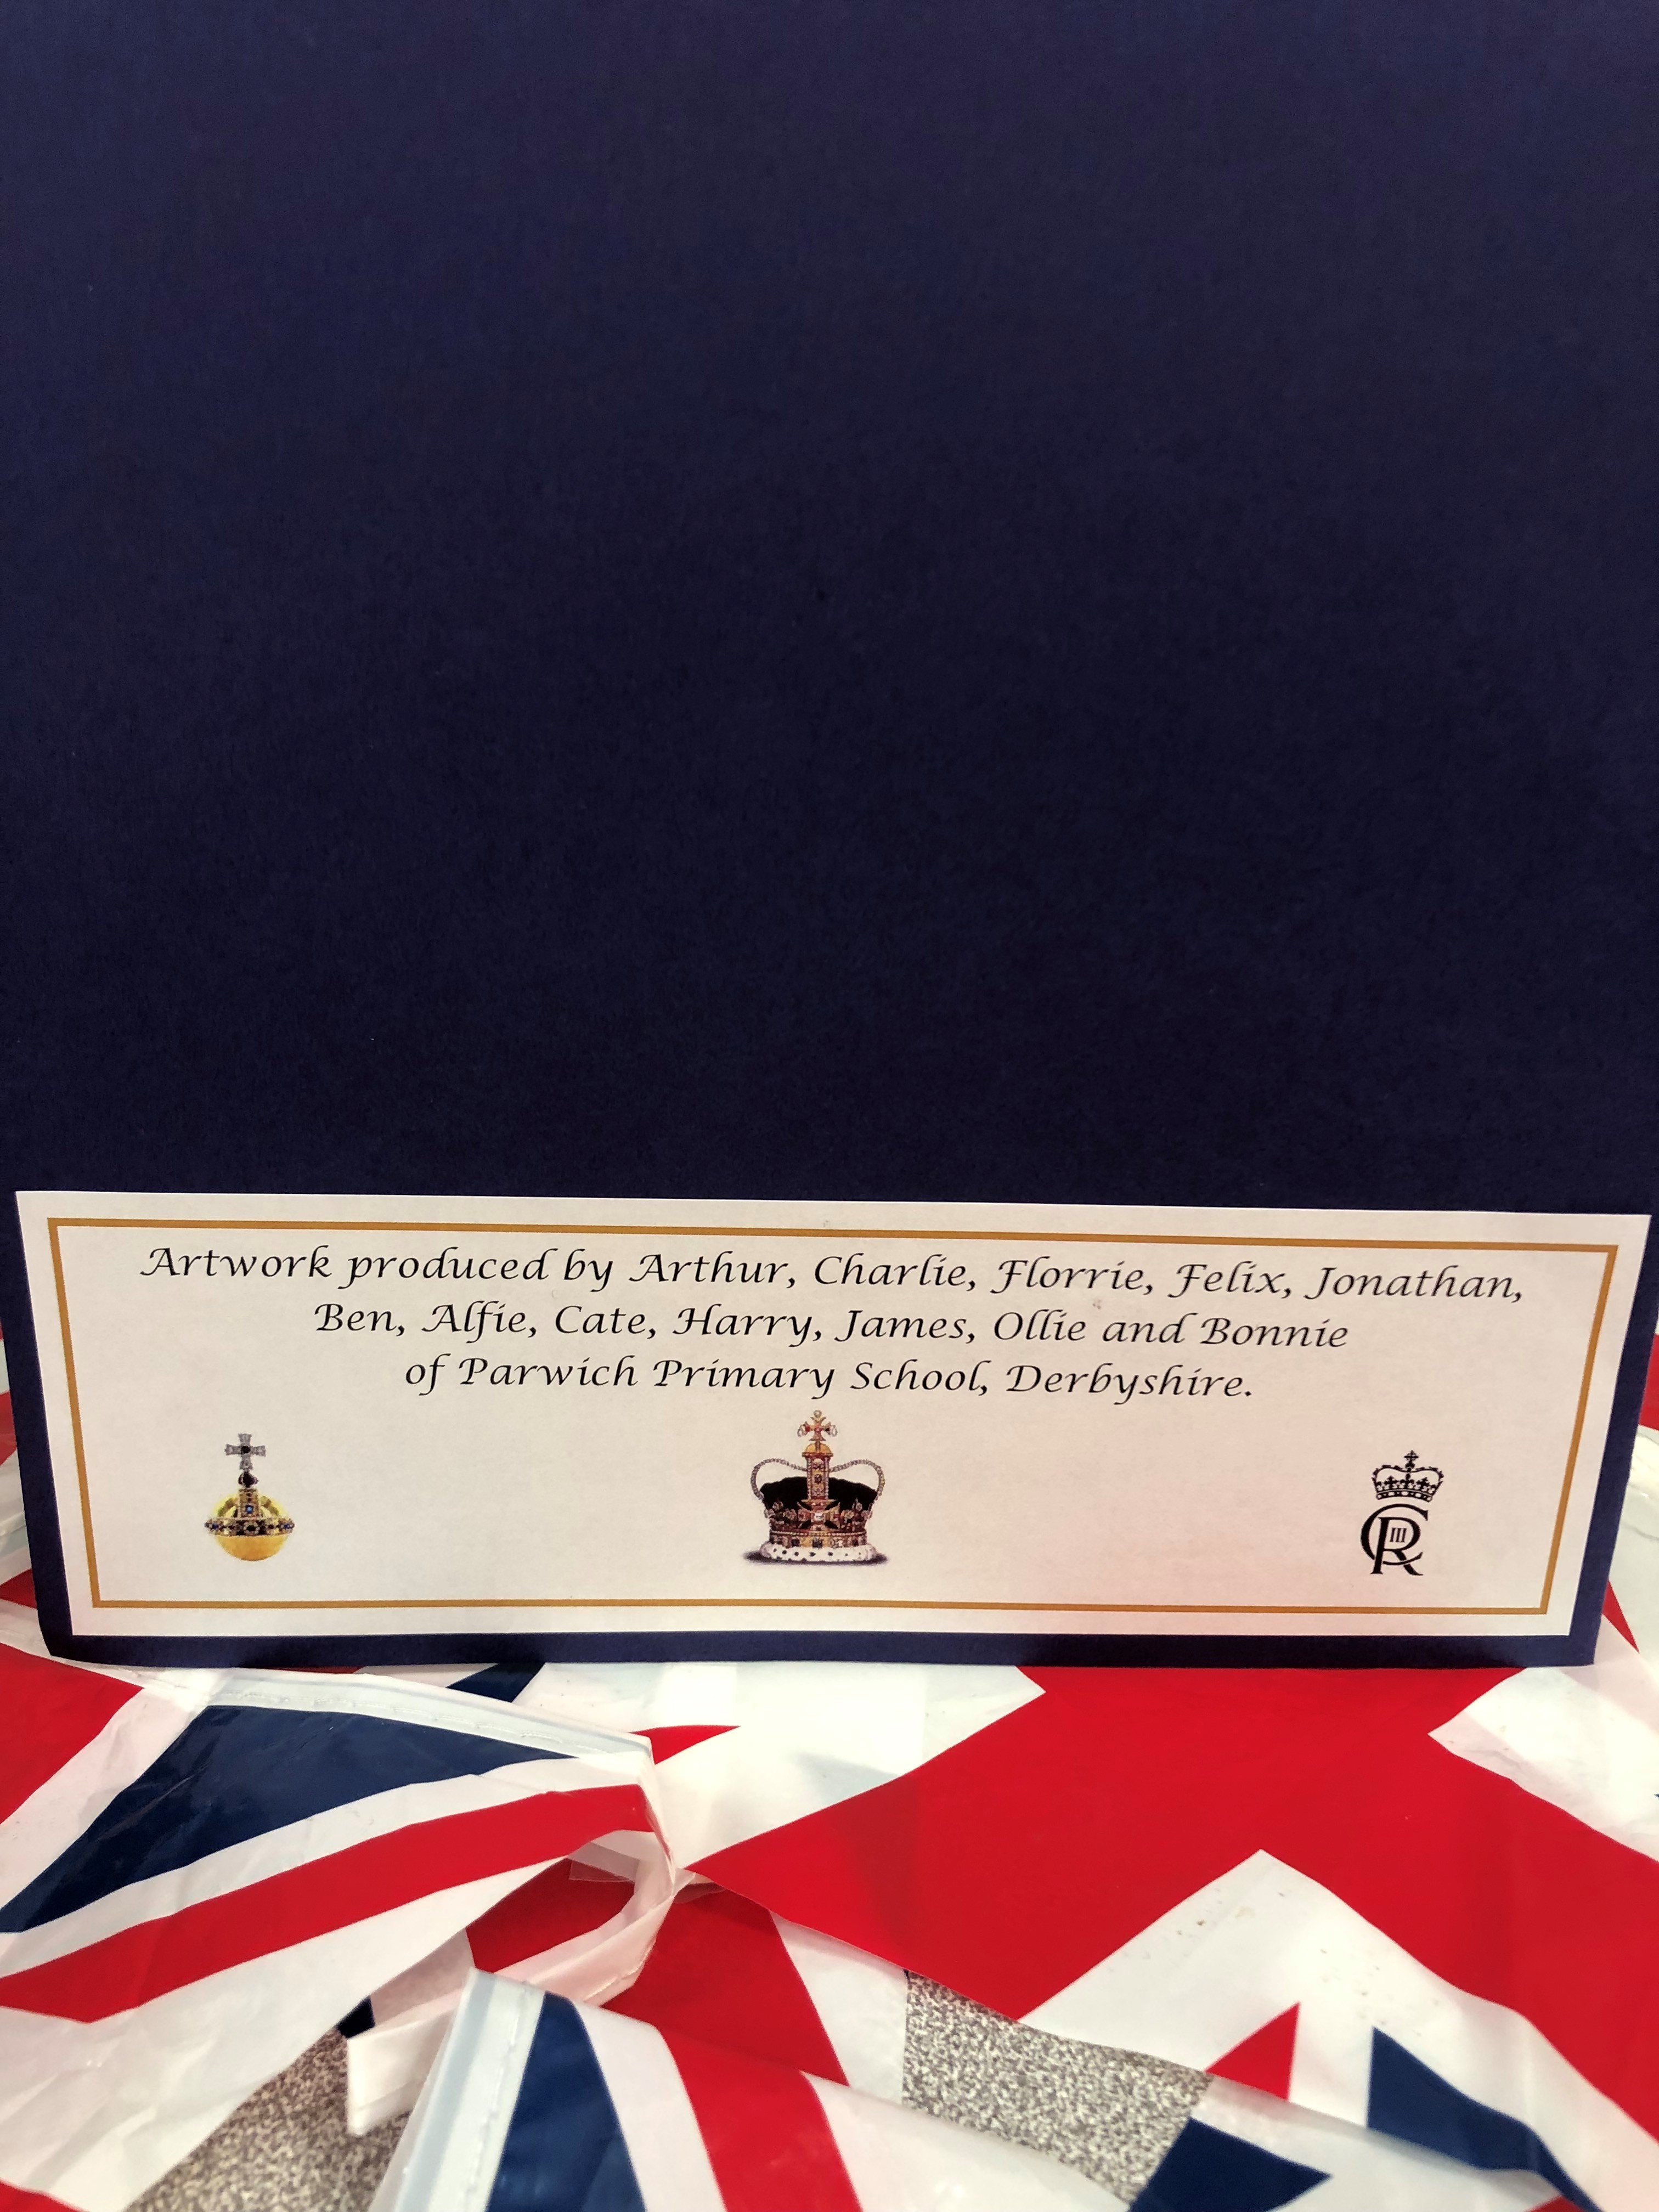 Artwork produced by Arthur, Charlie, Florrie, Felix, Jonathan,
Ben, Alfie, Cate, Harry, James, Ollie and Bonnie
of Parwich Primary School, Derbyshire.
CR III